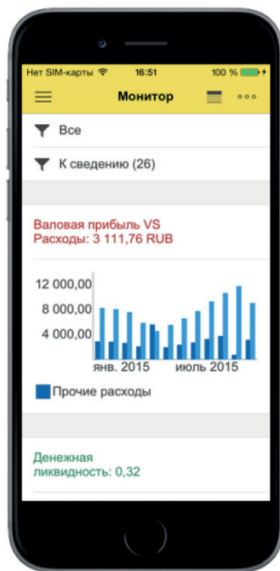 Нет SIM-карты 16:51 100 %
Монитор
Все
К сведению (26)
Валовая прибыль VS
Расходы: 3 111,76 RUB
12 000,00
8 000,00
4 000,00
янв. 2015 июль 2015
Прочие расходы
Денежная
ликвидность: 0,32